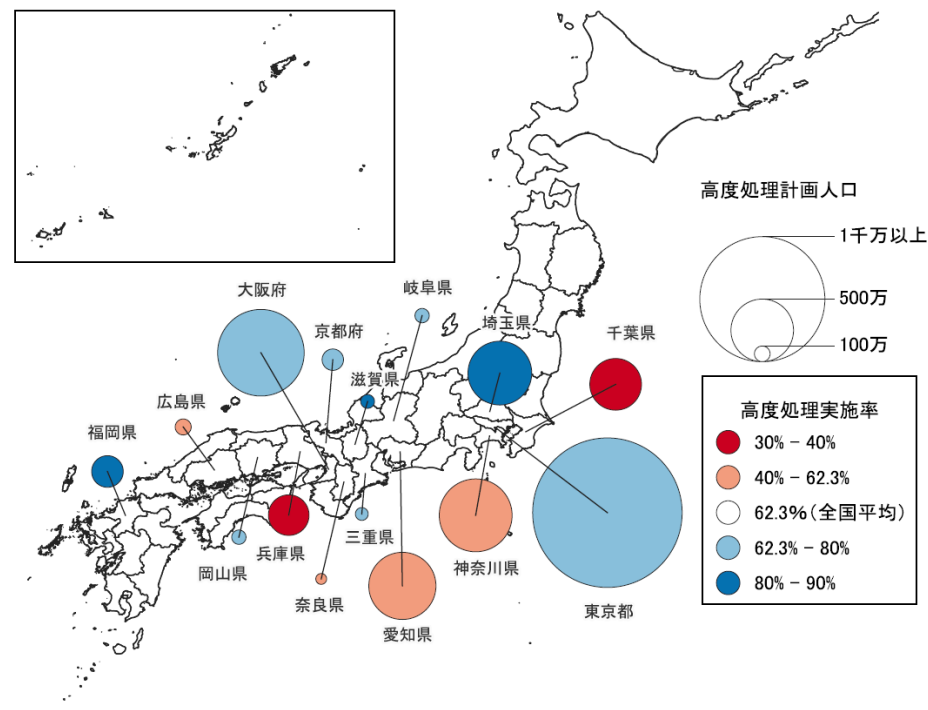 高度処理計画人口
1千万以上
500万
100万
大阪府
岐阜県
京都府
埼玉県
千葉県
滋賀県
広島県
福岡県
高度処理実施率
30% − 40%
40% − 62.3%
62.3%(全国平均)
62.3% − 80%
80% − 90%
三重県
兵庫県
岡山県
神奈川県
奈良県
愛知県
東京都